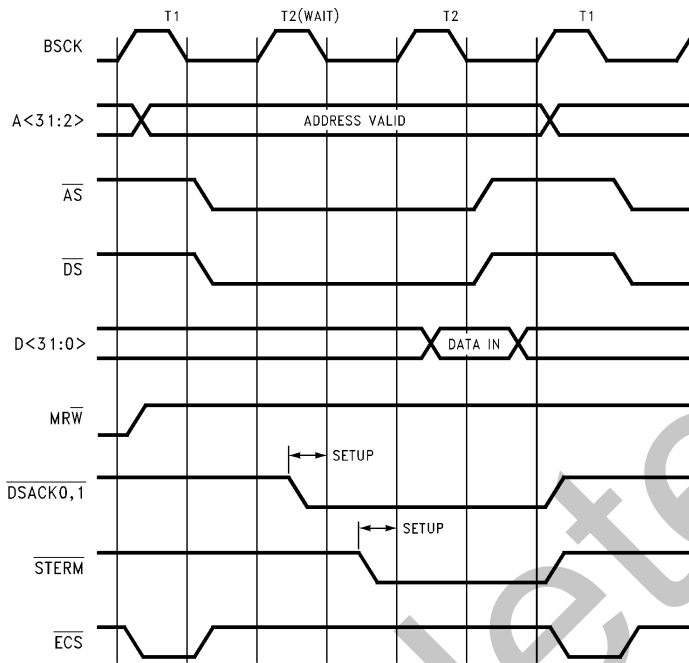 T1 T2(WAIT) T2 T1
BSCK
A<31:2> ADDRESS VALID
AS
DS
D<31:0> DATA IN
MRW
SETUP
DSACK0,1
SETUP
STERM
ECS